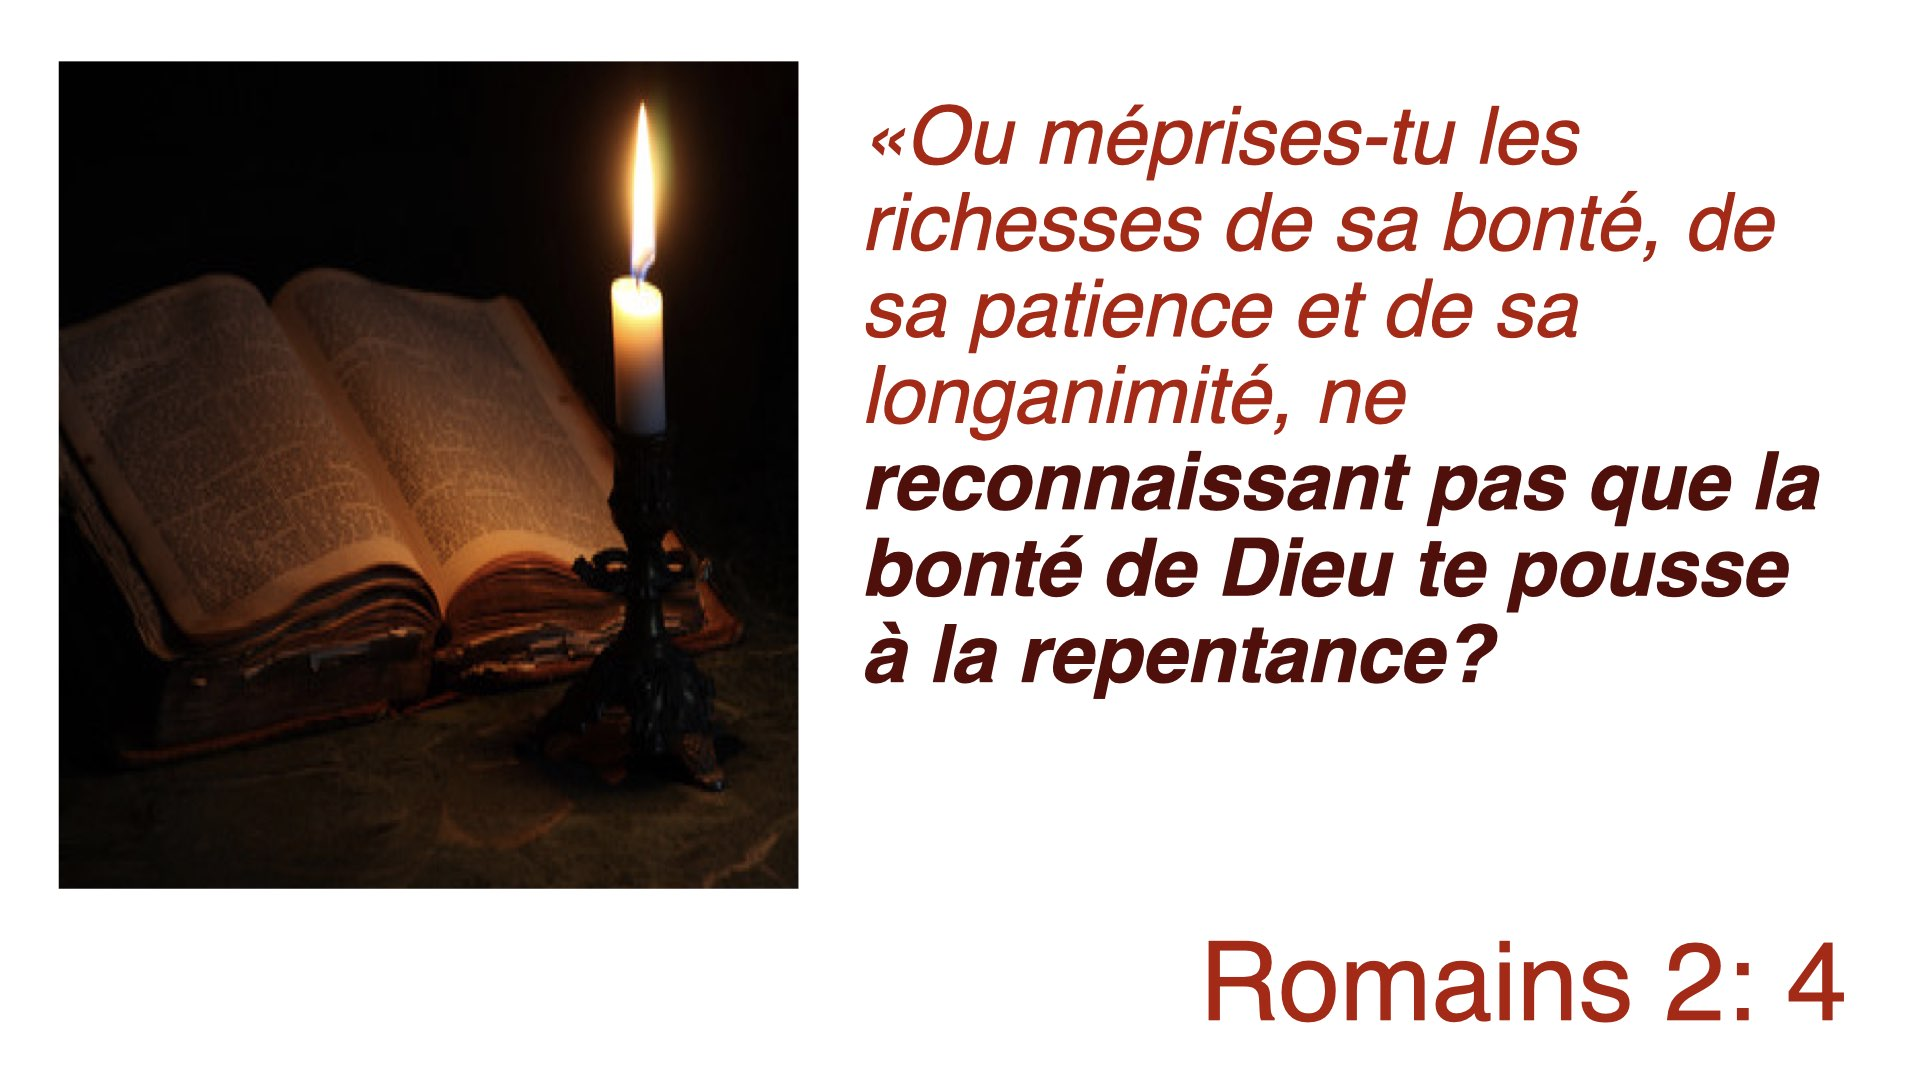 «Ou méprises-tu les
richesses de sa bonté, de
sa patience et de sa
longanimité, ne
reconnaissant pas que la
bonté de Dieu te pousse
à la repentance?
Romains 2: 4